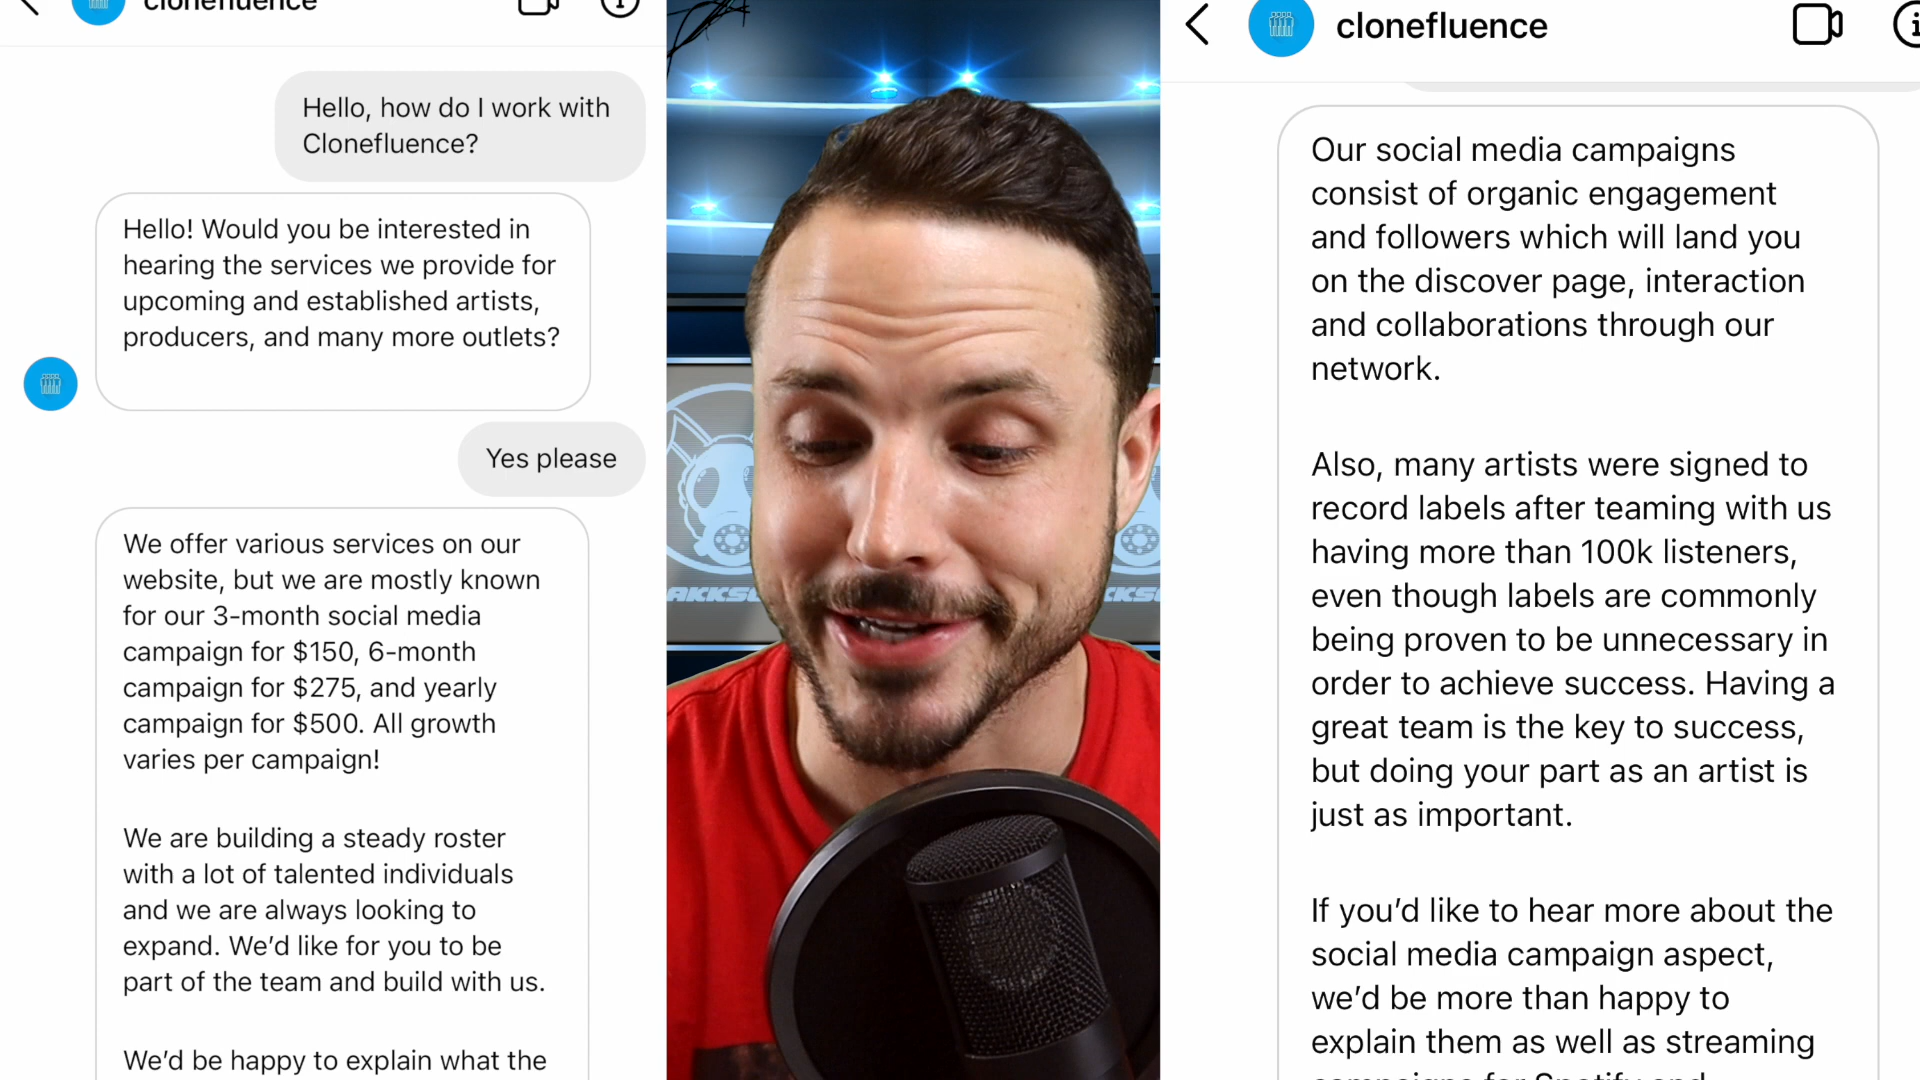 clonefluence
Hello, how do I work with
Clonefluence?
Hello! Would you be interested in
hearing the services we provide for
upcoming and established artists,
producers, and many more outlets?
Yes please
We offer various services on our
website, but we are mostly known
for our 3-month social media
campaign for $150, 6-month
campaign for $275, and yearly
campaign for $500. All growth
varies per campaign!
We are building a steady roster
with a lot of talented individuals
and we are always looking to
expand. We’d like for you to be
part of the team and build with us.
We’d be happy to explain what the
clonefluence
Our social media campaigns
consist of organic engagement
and followers which will land you
on the discover page, interaction
and collaborations through our
network.
Also, many artists were signed to
record labels after teaming with us
having more than 100k listeners,
even though labels are commonly
being proven to be unnecessary in
order to achieve success. Having a
great team is the key to success,
but doing your part as an artist is
just as important.
If you’d like to hear more about the
social media campaign aspect,
we’d be more than happy to
explain them as well as streaming
campaigns for Spotify and